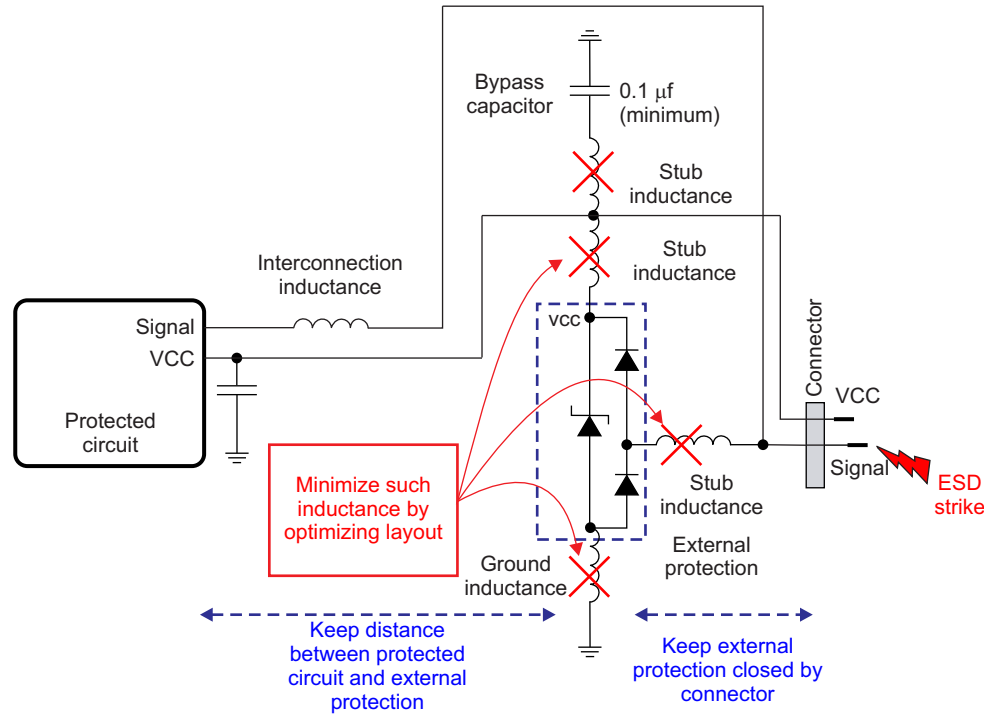 Bypass
capacitor
0.1 μf
(minimum)
Stub
inductance
Stub
inductance
Interconnection
inductance
Signal
VCC
Protected
circuit
VCC
Connector
VCC
Signal
ESD
strike
Minimize such
inductance by
optimizing layout
Stub
inductance
External
protection
Ground
inductance
Keep distance
between protected
circuit and external
protection
Keep external
protection closed by
connector